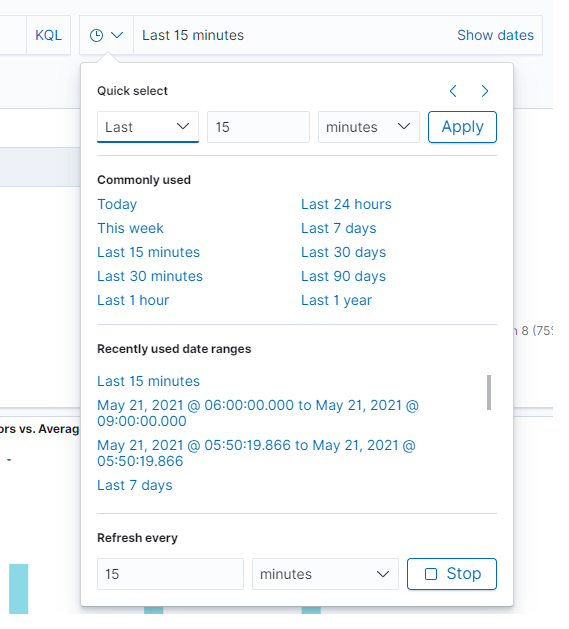 KQL
Last 15 minutes
Show dates
Quick select
Last
15
minutes
Apply
Commonly used
Today
Last 24 hours
This week
Last 7 days
Last 15 minutes
Last 30 days
Last 30 minutes
Last 90 days
Last 1 hour
Last 1 year
8 (75%
Recently used date ranges
Last 15 minutes
May 21, 2021 @ 06:00:00.000 to May 21, 2021 @
09:00:00.000
ors vs. Averag
May 21, 2021 @ 05:50:19.866 to May 21, 2021 @
05:50:19.866
-
Last 7 days
Refresh every
15
minutes
Stop